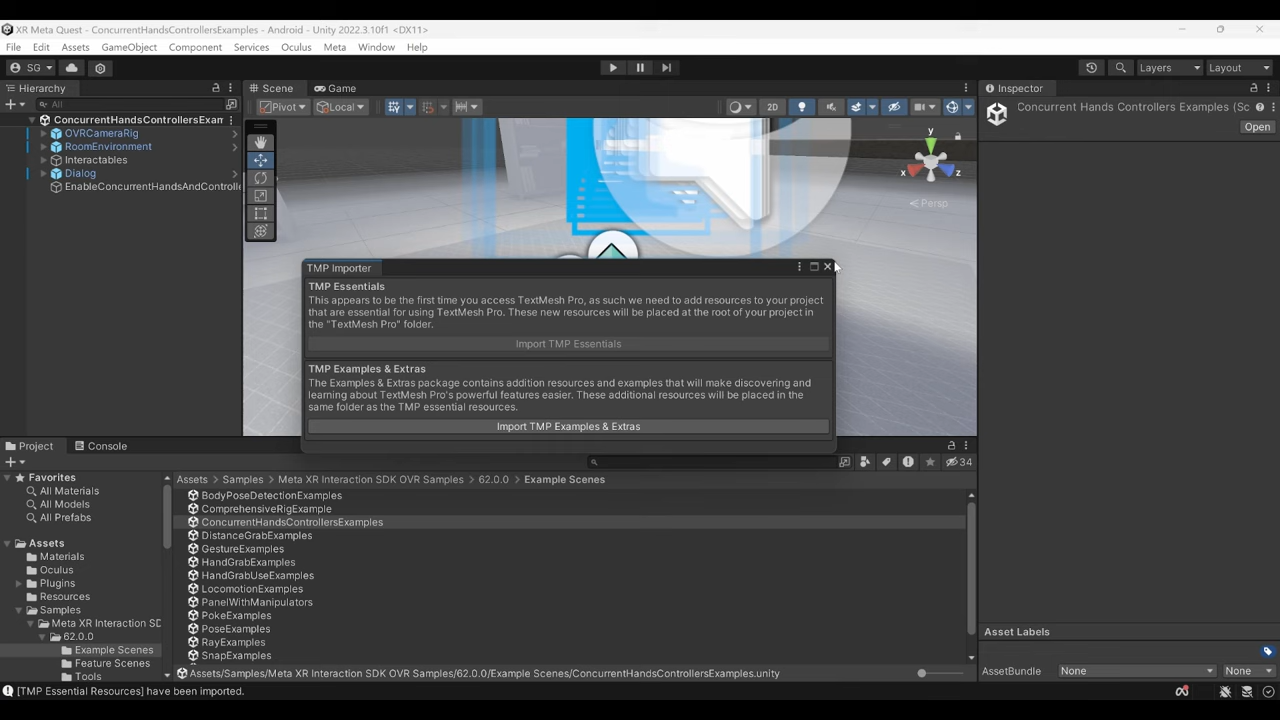 XR Meta Quest - ConcurrentHandsControllersExamples - Android - Unity 2022.3.10f1 <DX11>
File Edit Assets GameObject Component Services Oculus Meta Window Help
SG Layers Layout
Hierarchy Scene Game Inspector
All Pivot Local 2D
ConcurrentHandsControllersExam
OVRCameraRig
RoomEnvironment
Interactables
Dialog
EnableConcurrentHandsAndControlle
y
x z
Persp
Concurrent Hands Controllers Examples (Sc
Open
TMP Importer
TMP Essentials
This appears to be the first time you access TextMesh Pro, as such we need to add resources to your project
that are essential for using TextMesh Pro. These new resources will be placed at the root of your project in
the "TextMesh Pro" folder.
Import TMP Essentials
TMP Examples & Extras
The Examples & Extras package contains addition resources and examples that will make discovering and
learning about TextMesh Pro's powerful features easier. These additional resources will be placed in the
same folder as the TMP essential resources.
Import TMP Examples & Extras
Project Console
34
Favorites
All Materials
All Models
All Prefabs
Assets
Materials
Oculus
Plugins
Resources
Samples
Meta XR Interaction SD
62.0.0
Example Scenes
Feature Scenes
Tools
Assets Samples Meta XR Interaction SDK OVR Samples 62.0.0 Example Scenes
BodyPoseDetectionExamples
ComprehensiveRigExample
ConcurrentHandsControllersExamples
DistanceGrabExamples
GestureExamples
HandGrabExamples
HandGrabUseExamples
LocomotionExamples
PanelWithManipulators
PokeExamples
PoseExamples
RayExamples
SnapExamples
Assets/Samples/Meta XR Interaction SDK OVR Samples/62.0.0/Example Scenes/ConcurrentHandsControllersExamples.unity
Asset Labels
AssetBundle None None
[TMP Essential Resources] have been imported.